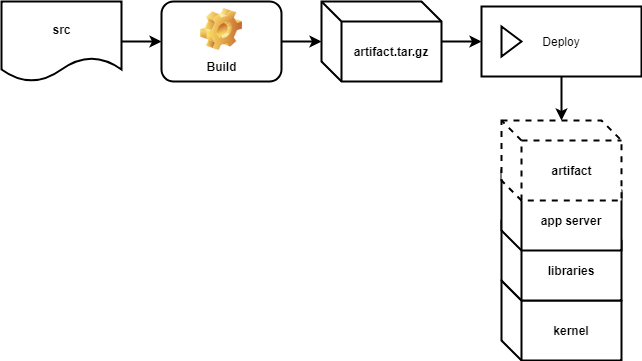 src
Build
artifact.tar.gz
Deploy
artifact
app server
libraries
kernel